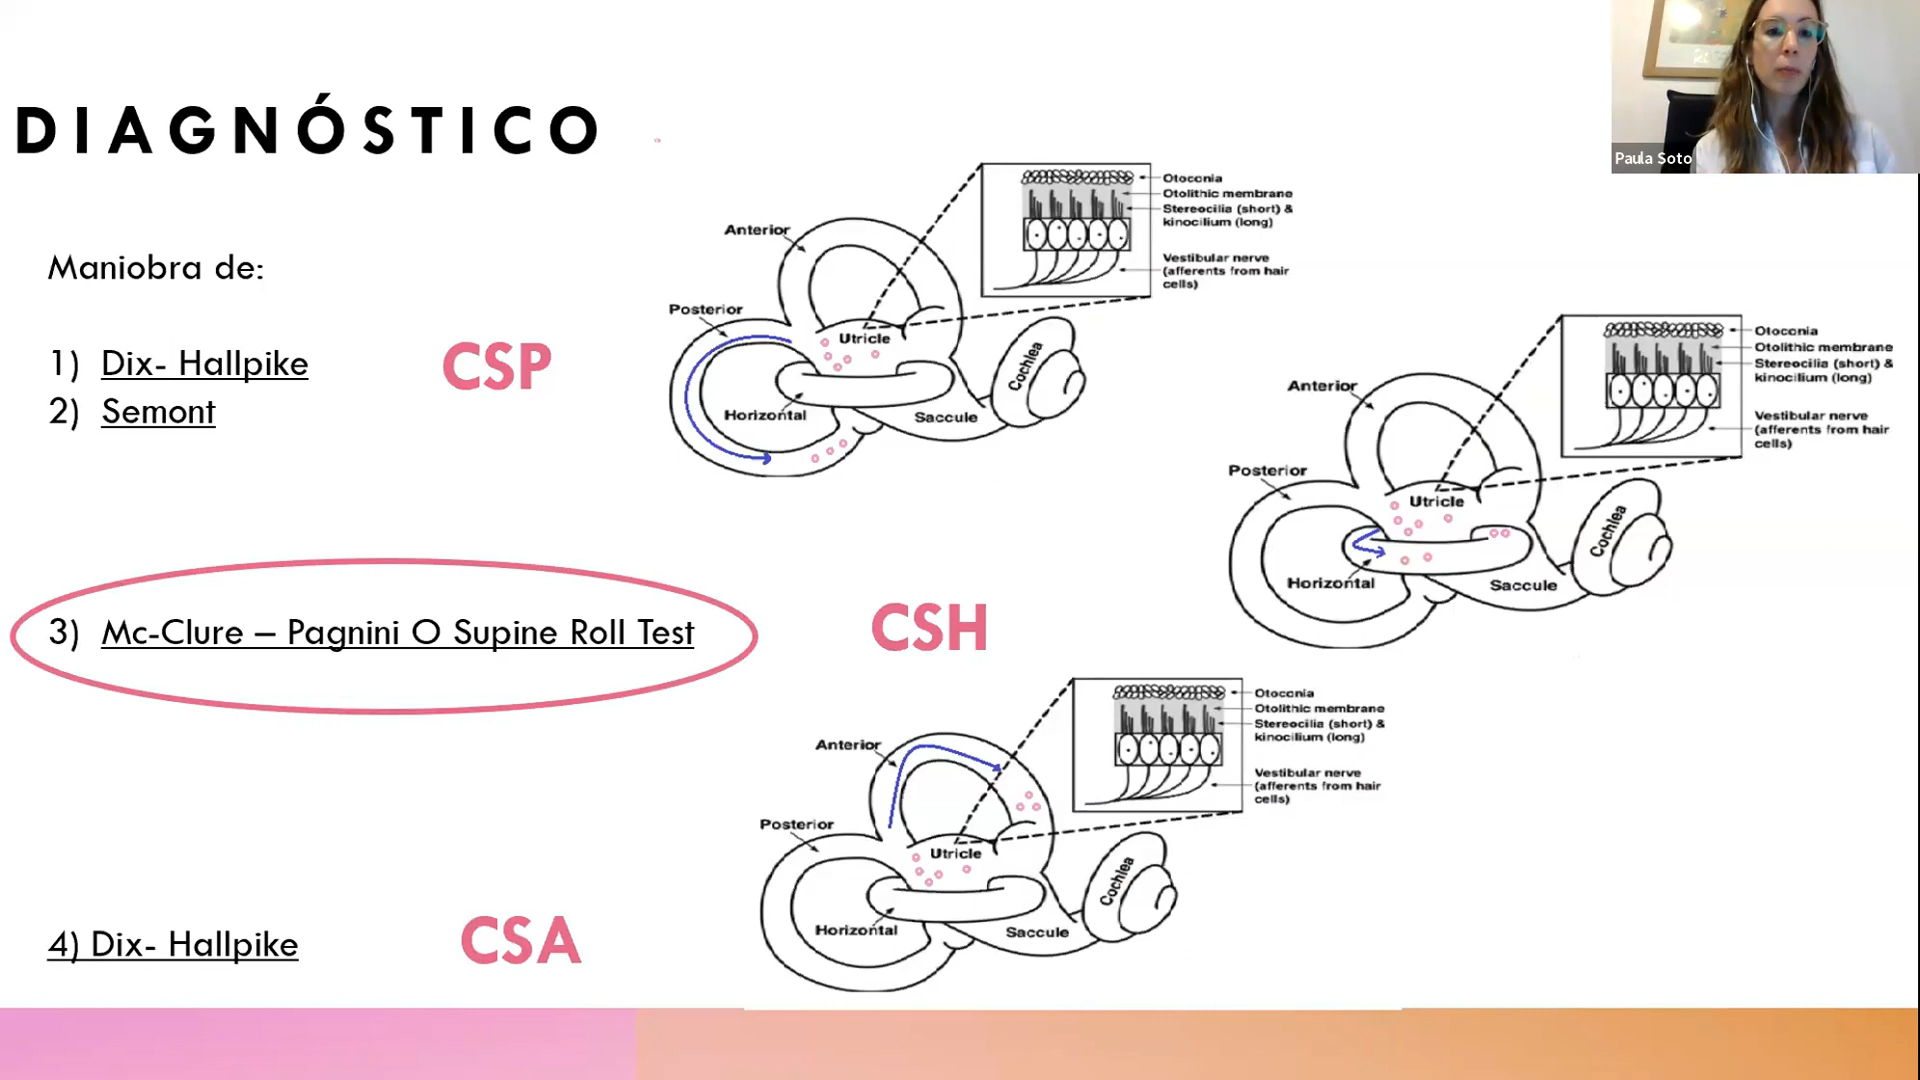 DIAGNÓSTICO
Paula Soto
Maniobra de:
1) Dix- Hallpike
2) Semont
CSP
Anterior
Posterior
Utricle
Horizontal
Saccule
Cochlea
Otoconia
Otolithic membrane
Stereocilia (short) &
kinocilium (long)
Vestibular nerve
(afferents from hair
cells)
Anterior
Posterior
Utricle
Horizontal
Saccule
Cochlea
Otoconia
Otolithic membrane
Stereocilia (short) &
kinocilium (long)
Vestibular nerve
(afferents from hair
cells)
3) Mc-Clure – Pagnini O Supine Roll Test
CSH
Anterior
Posterior
Utricle
Horizontal
Saccule
Cochlea
Otoconia
Otolithic membrane
Stereocilia (short) &
kinocilium (long)
Vestibular nerve
(afferents from hair
cells)
4) Dix- Hallpike
CSA